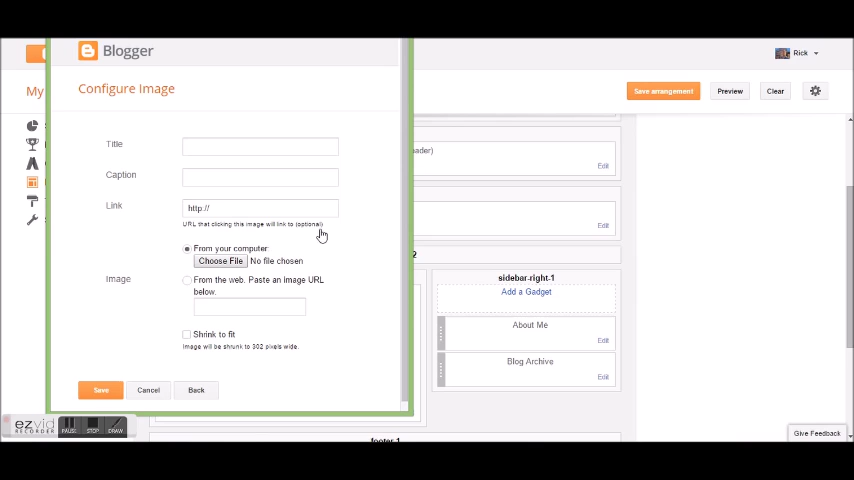 Blogger
Rick
Configure Image
My
Save arrangement
Preview
Clear
Title
Caption
Link
http://
URL that clicking this image will link to (optional)
From your computer:
Choose File No file chosen
Image
From the web. Paste an image URL
below.
Shrink to fit
Image will be shrunk to 302 pixels wide.
Save
Cancel
Back
Edit
Edit
2
sidebar-right-1
Add a Gadget
About Me
Edit
Blog Archive
Edit
footer-1
Give Feedback
ezvid
RECORDER
PAUSE
STOP
DRAW